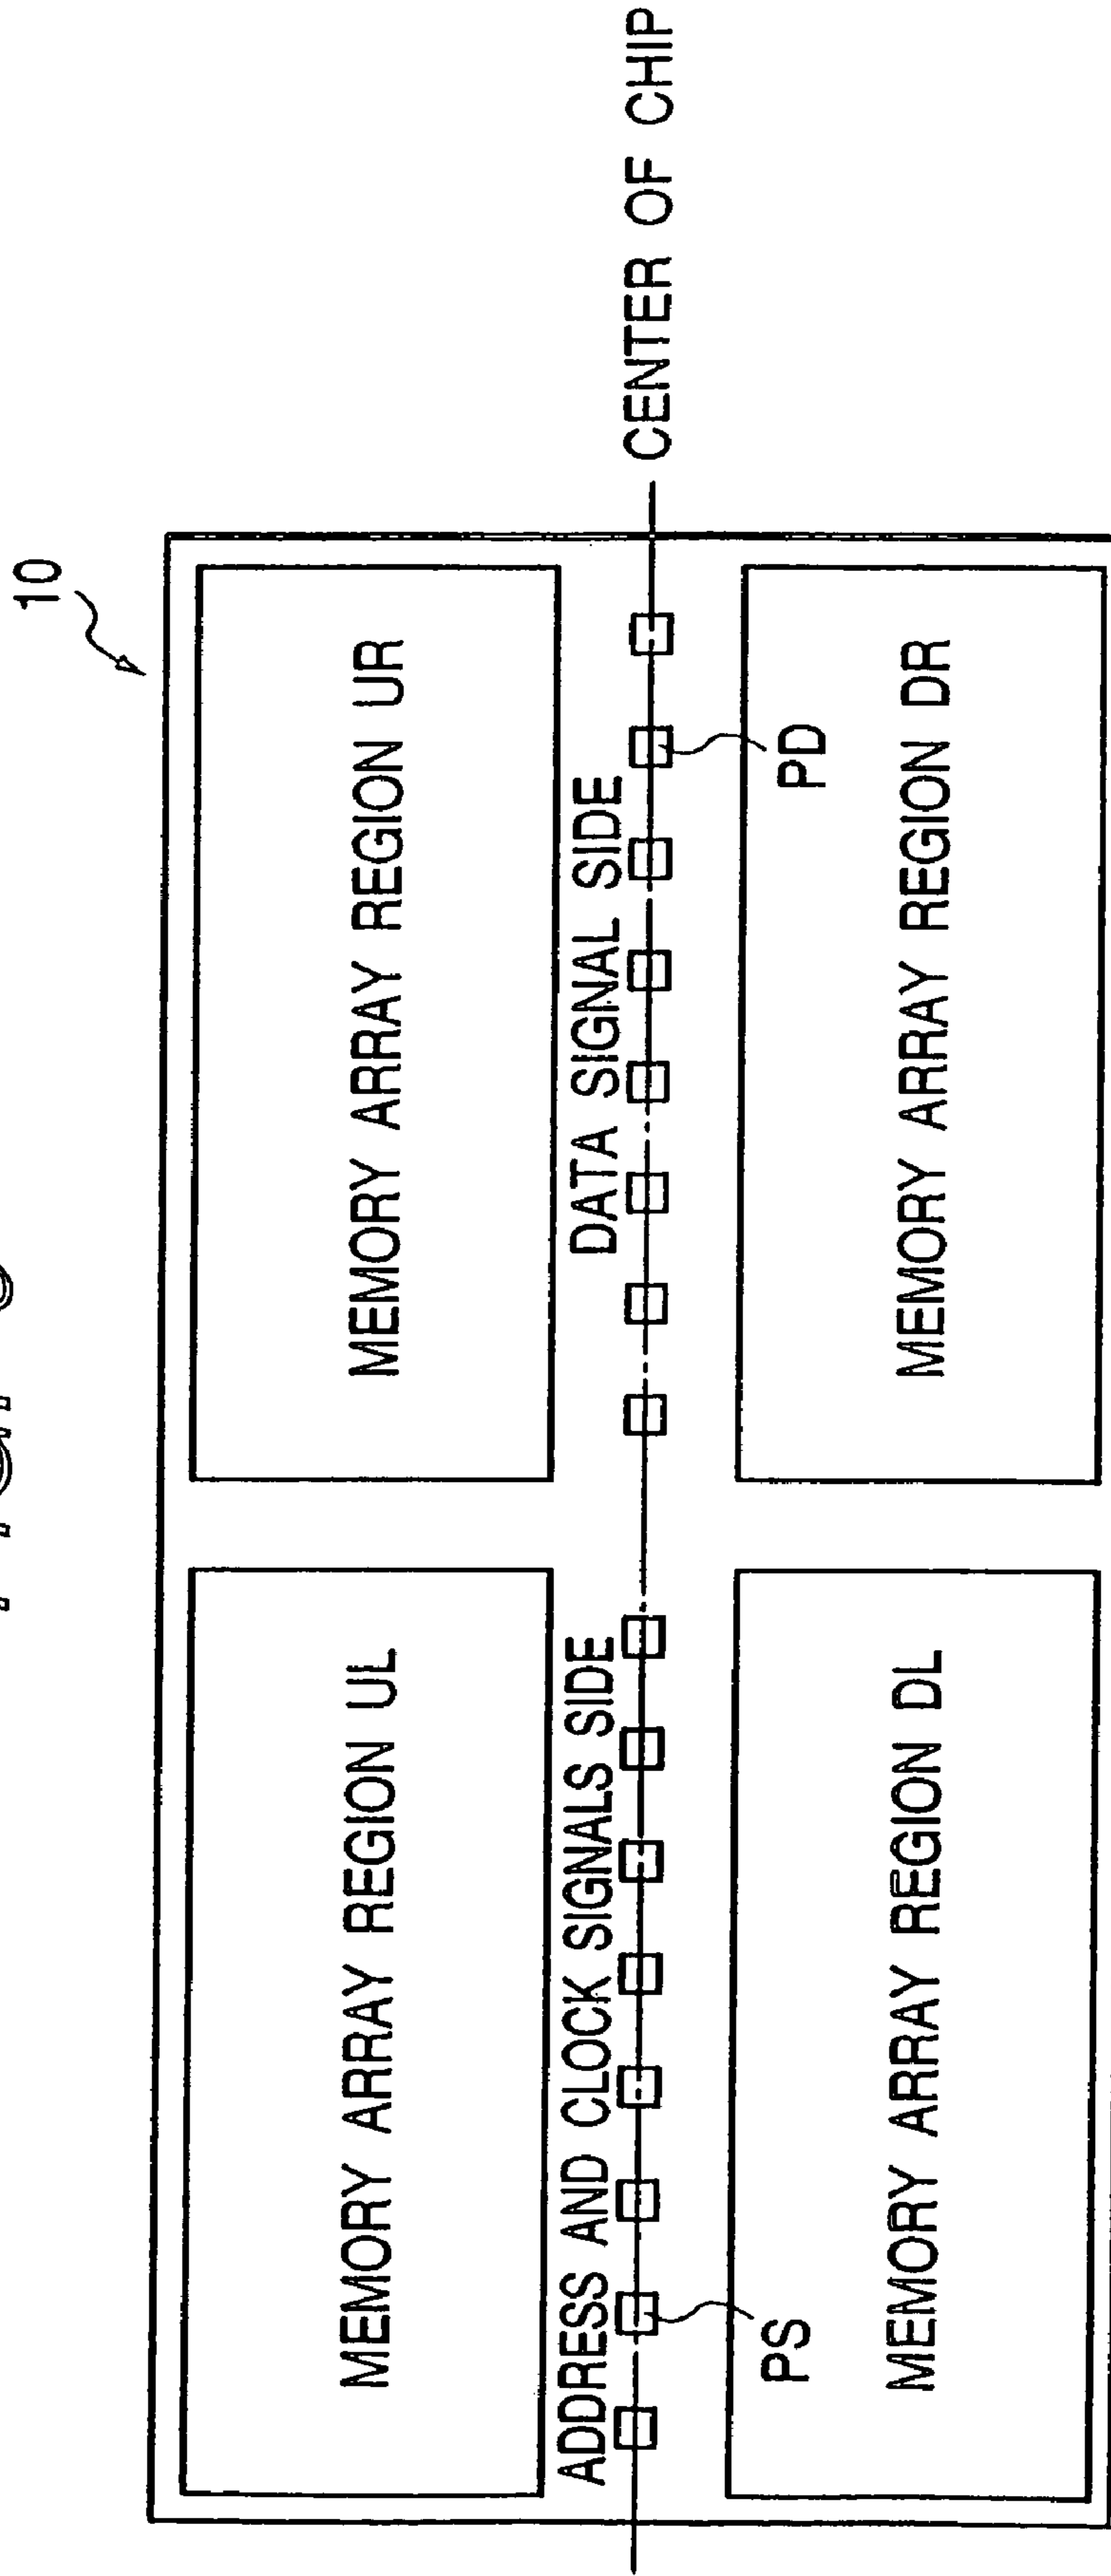 10
MEMORY ARRAY REGION UL
MEMORY ARRAY REGION UR
ADDRESS AND CLOCK SIGNALS SIDE
DATA SIGNAL SIDE
CENTER OF CHIP
PS
PD
MEMORY ARRAY REGION DL
MEMORY ARRAY REGION DR